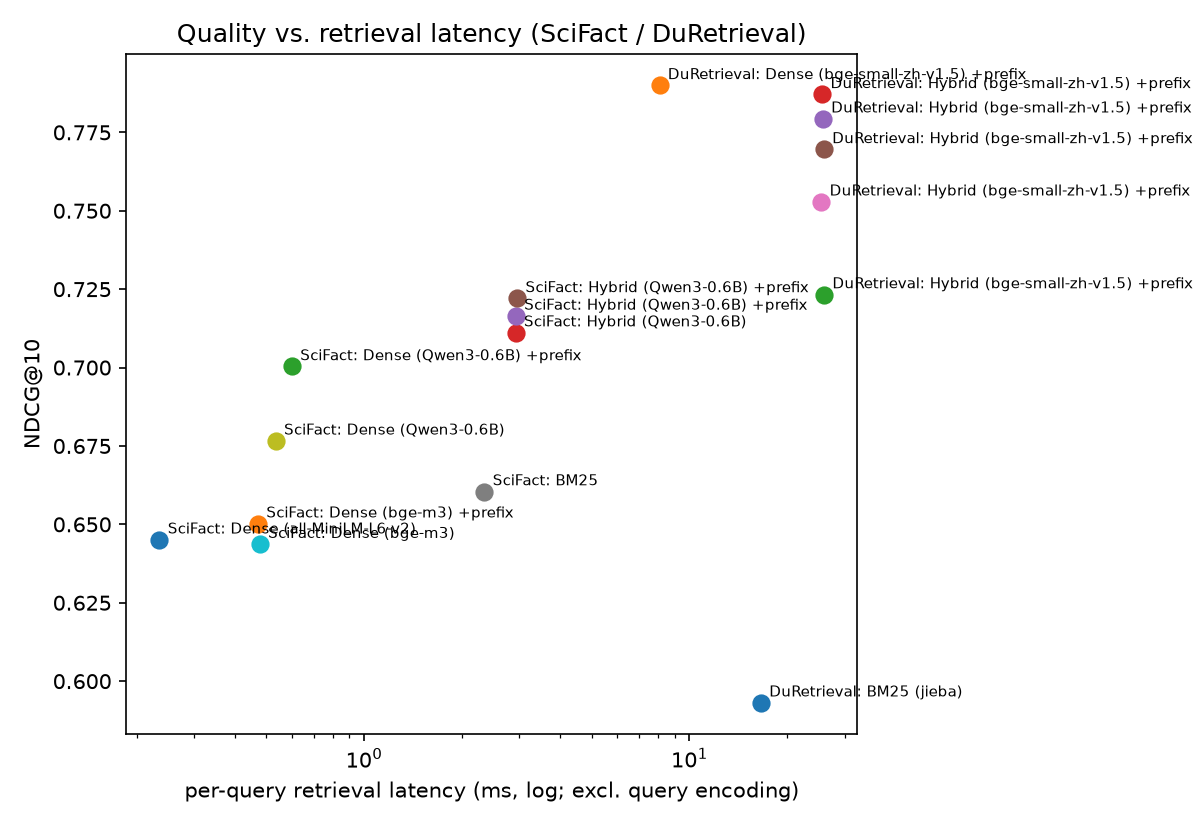 Quality vs. retrieval latency (SciFact / DuRetrieval)
DuRetrieval: Dense (bge-small-zh-v1.5) +prefix
DuRetrieval: Hybrid (bge-small-zh-v1.5) +prefix
DuRetrieval: Hybrid (bge-small-zh-v1.5) +prefix
DuRetrieval: Hybrid (bge-small-zh-v1.5) +prefix
DuRetrieval: Hybrid (bge-small-zh-v1.5) +prefix
DuRetrieval: Hybrid (bge-small-zh-v1.5) +prefix
SciFact: Hybrid (Qwen3-0.6B) +prefix
SciFact: Hybrid (Qwen3-0.6B) +prefix
SciFact: Hybrid (Qwen3-0.6B)
SciFact: Dense (Qwen3-0.6B) +prefix
SciFact: Dense (Qwen3-0.6B)
SciFact: BM25
SciFact: Dense (bge-m3) +prefix
SciFact: Dense (all-MiniLM-L6-v2)
SciFact: Dense (bge-m3)
DuRetrieval: BM25 (jieba)
NDCG@10
0.775
0.750
0.725
0.700
0.675
0.650
0.625
0.600
10⁰
10¹
per-query retrieval latency (ms, log; excl. query encoding)